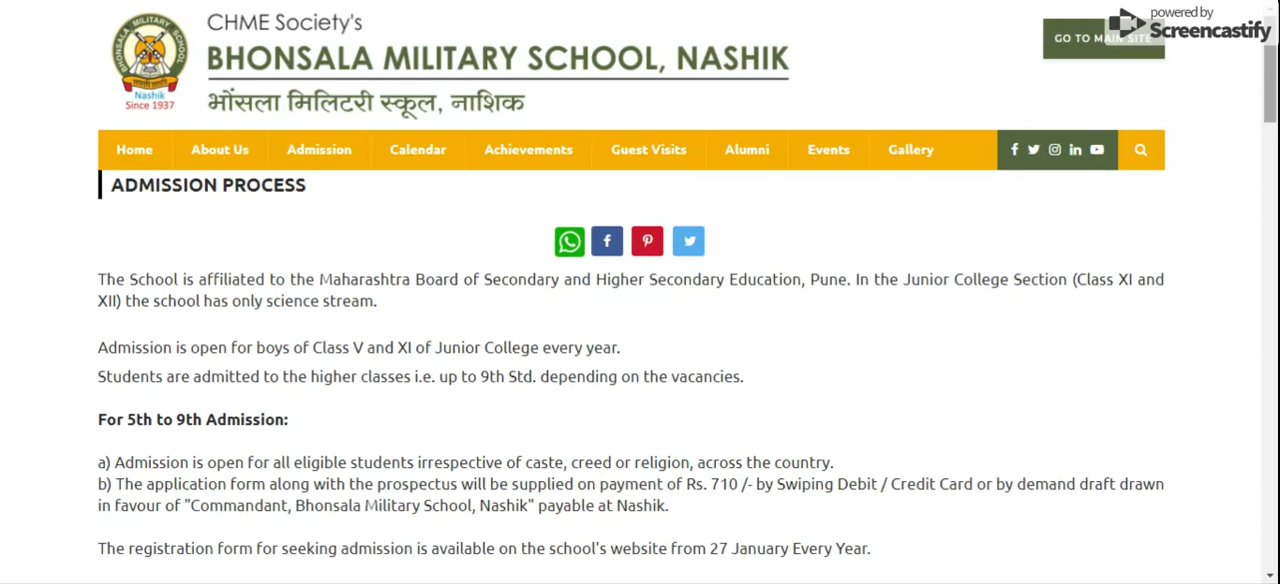 CHME Society's
BHONSALA MILITARY SCHOOL, NASHIK
भोंसला मिलिटरी स्कूल, नाशिक
BHONSALA MILITARY SCHOOL
Nashik
Since 1937
GO TO MAIN SITE
powered by
Screencastify
Home About Us Admission Calendar Achievements Guest Visits Alumni Events Gallery
ADMISSION PROCESS
The School is affiliated to the Maharashtra Board of Secondary and Higher Secondary Education, Pune. In the Junior College Section (Class XI and
XII) the school has only science stream.
Admission is open for boys of Class V and XI of Junior College every year.
Students are admitted to the higher classes i.e. up to 9th Std. depending on the vacancies.
For 5th to 9th Admission:
a) Admission is open for all eligible students irrespective of caste, creed or religion, across the country.
b) The application form along with the prospectus will be supplied on payment of Rs. 710 /- by Swiping Debit / Credit Card or by demand draft drawn
in favour of "Commandant, Bhonsala Military School, Nashik" payable at Nashik.
The registration form for seeking admission is available on the school's website from 27 January Every Year.